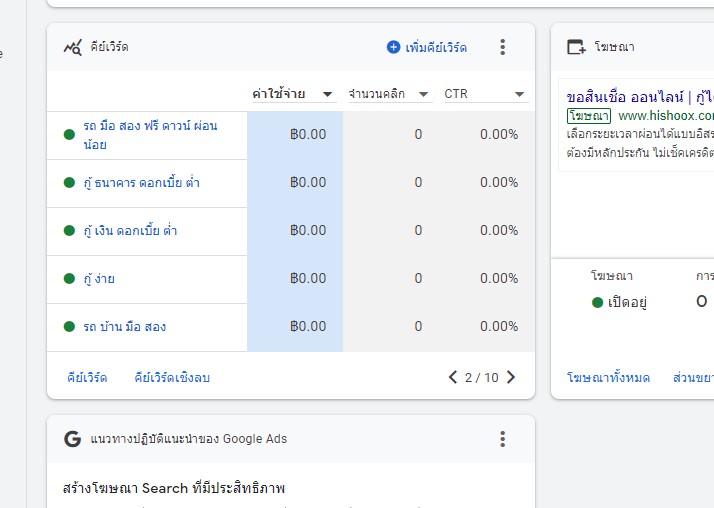 คีย์เวิร์ด
เพิ่มคีย์เวิร์ด
ค่าใช้จ่าย จำนวนคลิก CTR
รถ มือ สอง ฟรี ดาวน์ ผ่อน
น้อย
฿0.00 0 0.00%
กู้ ธนาคาร ดอกเบี้ย ต่ำ ฿0.00 0 0.00%
กู้ เงิน ดอกเบี้ย ต่ำ ฿0.00 0 0.00%
กู้ ง่าย ฿0.00 0 0.00%
รถ บ้าน มือ สอง ฿0.00 0 0.00%
คีย์เวิร์ด คีย์เวิร์ดเชิงลบ 2 / 10
โฆษณา
ขอสินเชื่อ ออนไลน์ |
โฆษณา www.hishoox.co
เลือกระยะเวลาผ่อนได้แบบอิสร
ต้องมีหลักประกัน ไม่เช็คเครดิต
โฆษณา การ
เปิดอยู่ 0
โฆษณาทั้งหมด ส่วนขยา
แนวทางปฏิบัติแนะนำของ Google Ads
สร้างโฆษณา Search ที่มีประสิทธิภาพ